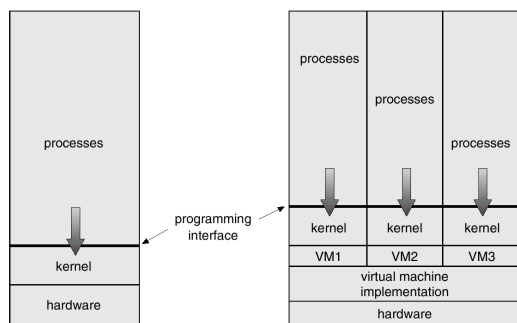 processes
kernel
hardware
programming
interface
processes
processes
processes
kernel
kernel
kernel
VM1
VM2
VM3
virtual machine
implementation
hardware